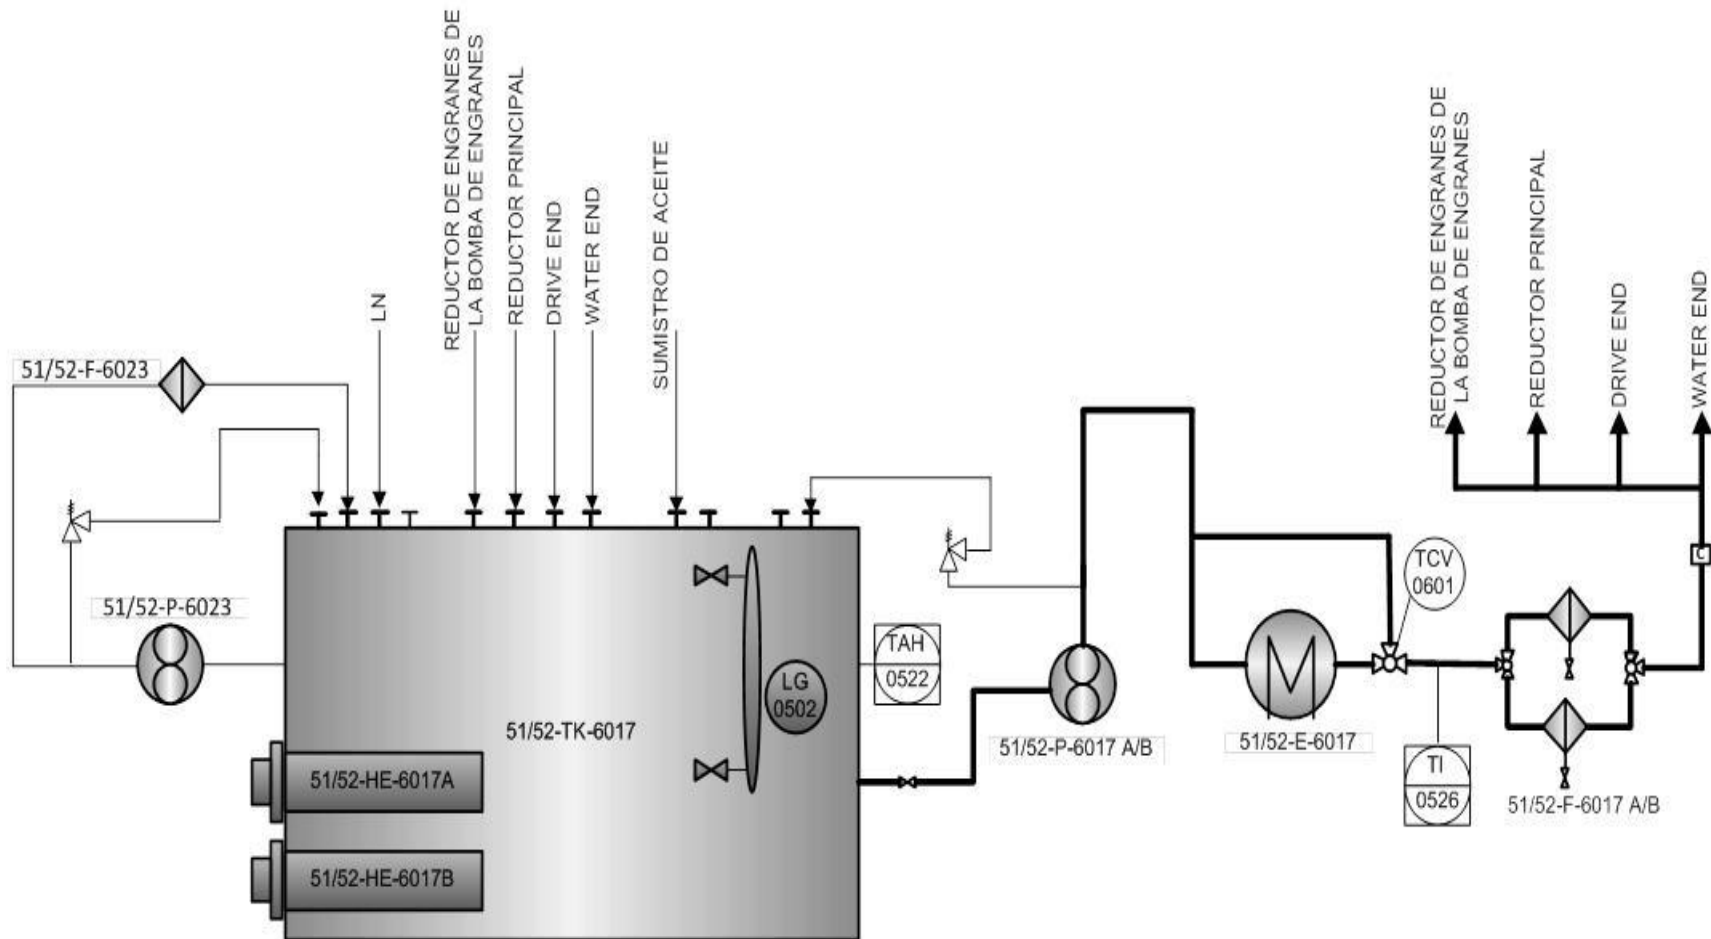 REDUCTOR DE ENGRANES DE
LA BOMBA DE ENGRANES
REDUCTOR PRINCIPAL
DRIVE END
WATER END
SUMISTRO DE ACEITE
LN
REDUCTOR DE ENGRANES DE
LA BOMBA DE ENGRANES
REDUCTOR PRINCIPAL
DRIVE END
WATER END
51/52-F-6023
51/52-P-6023
TAH
0522
LG
0502
51/52-TK-6017
51/52-HE-6017A
51/52-HE-6017B
51/52-P-6017 A/B
51/52-E-6017
TCV
0601
C
TI
0526
51/52-F-6017 A/B